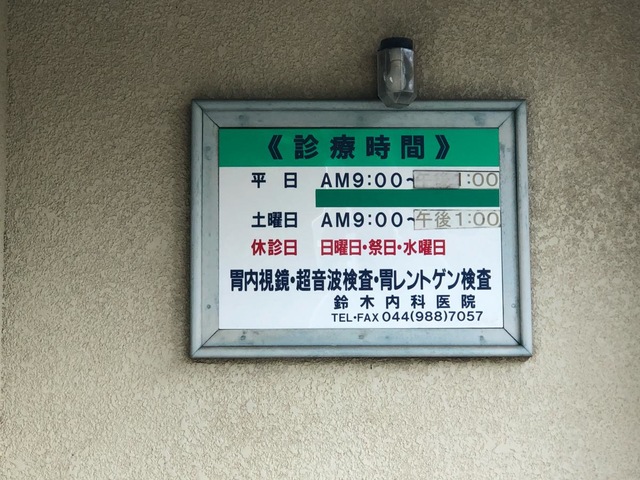 《診療時間》
平日 AM9:00~午後1:00
土曜日 AM9:00~午後1:00
休診日 日曜日・祭日・水曜日
胃内視鏡・超音波検査・胃レントゲン検査
鈴木内科医院
TEL・FAX 044(988)7057